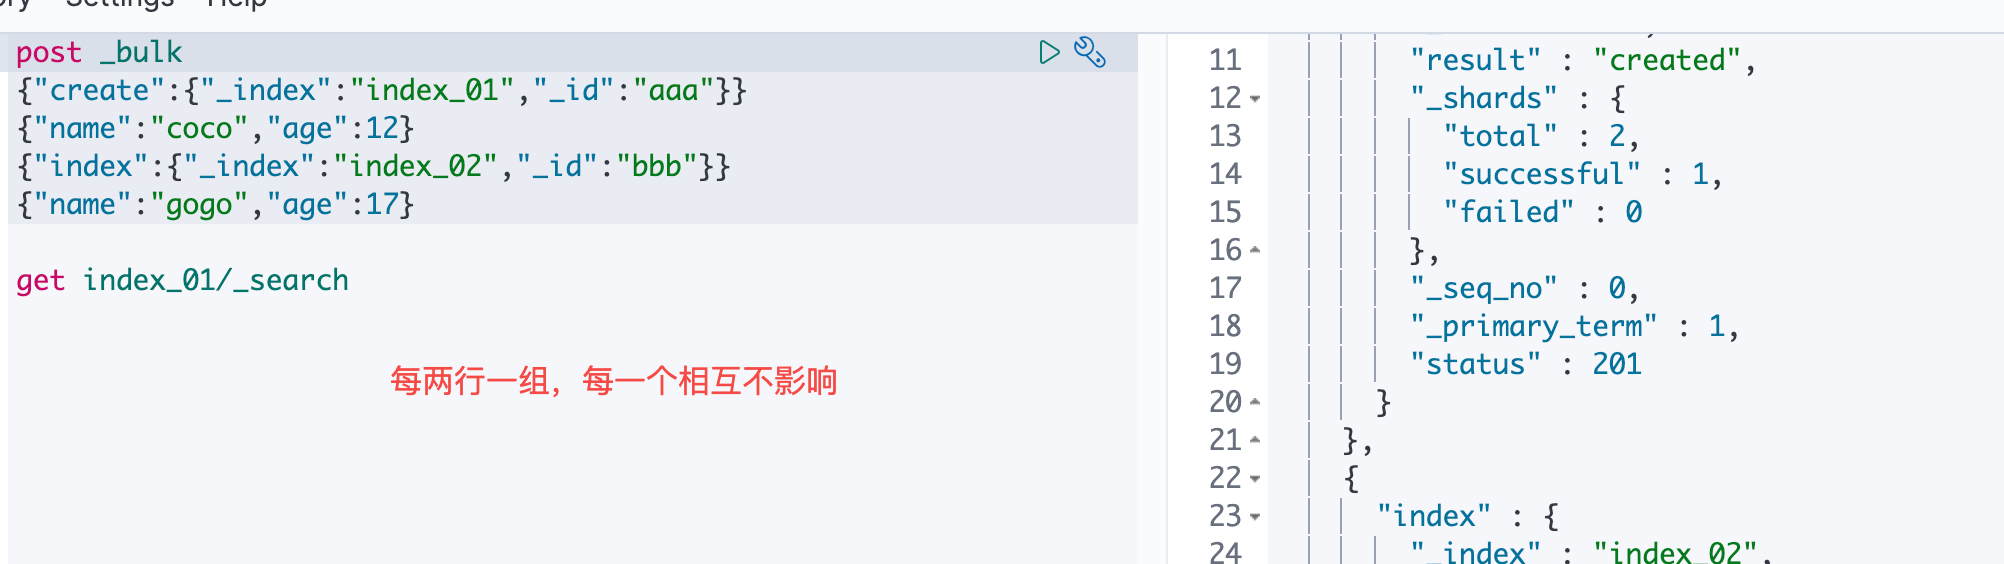 Settings Help
post _bulk
{"create":{"_index":"index_01","_id":"aaa"}}
{"name":"coco","age":12}
{"index":{"_index":"index_02","_id":"bbb"}}
{"name":"gogo","age":17}
get index_01/_search
每两行一组，每一个相互不影响
11 "result" : "created",
12 "_shards" : {
13 "total" : 2,
14 "successful" : 1,
15 "failed" : 0
16 },
17 "_seq_no" : 0,
18 "_primary_term" : 1,
19 "status" : 201
20 }
21 },
22 {
23 "index" : {
24 "_index" : "index_02",